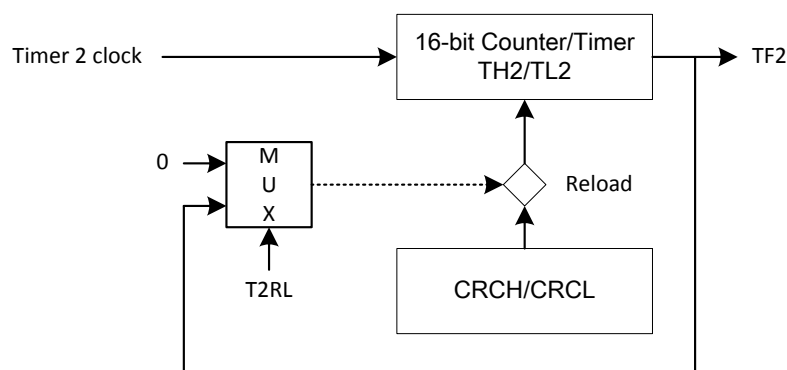 Timer 2 clock
16-bit Counter/Timer
TH2/TL2
TF2
0
M
U
X
Reload
T2RL
CRCH/CRCL